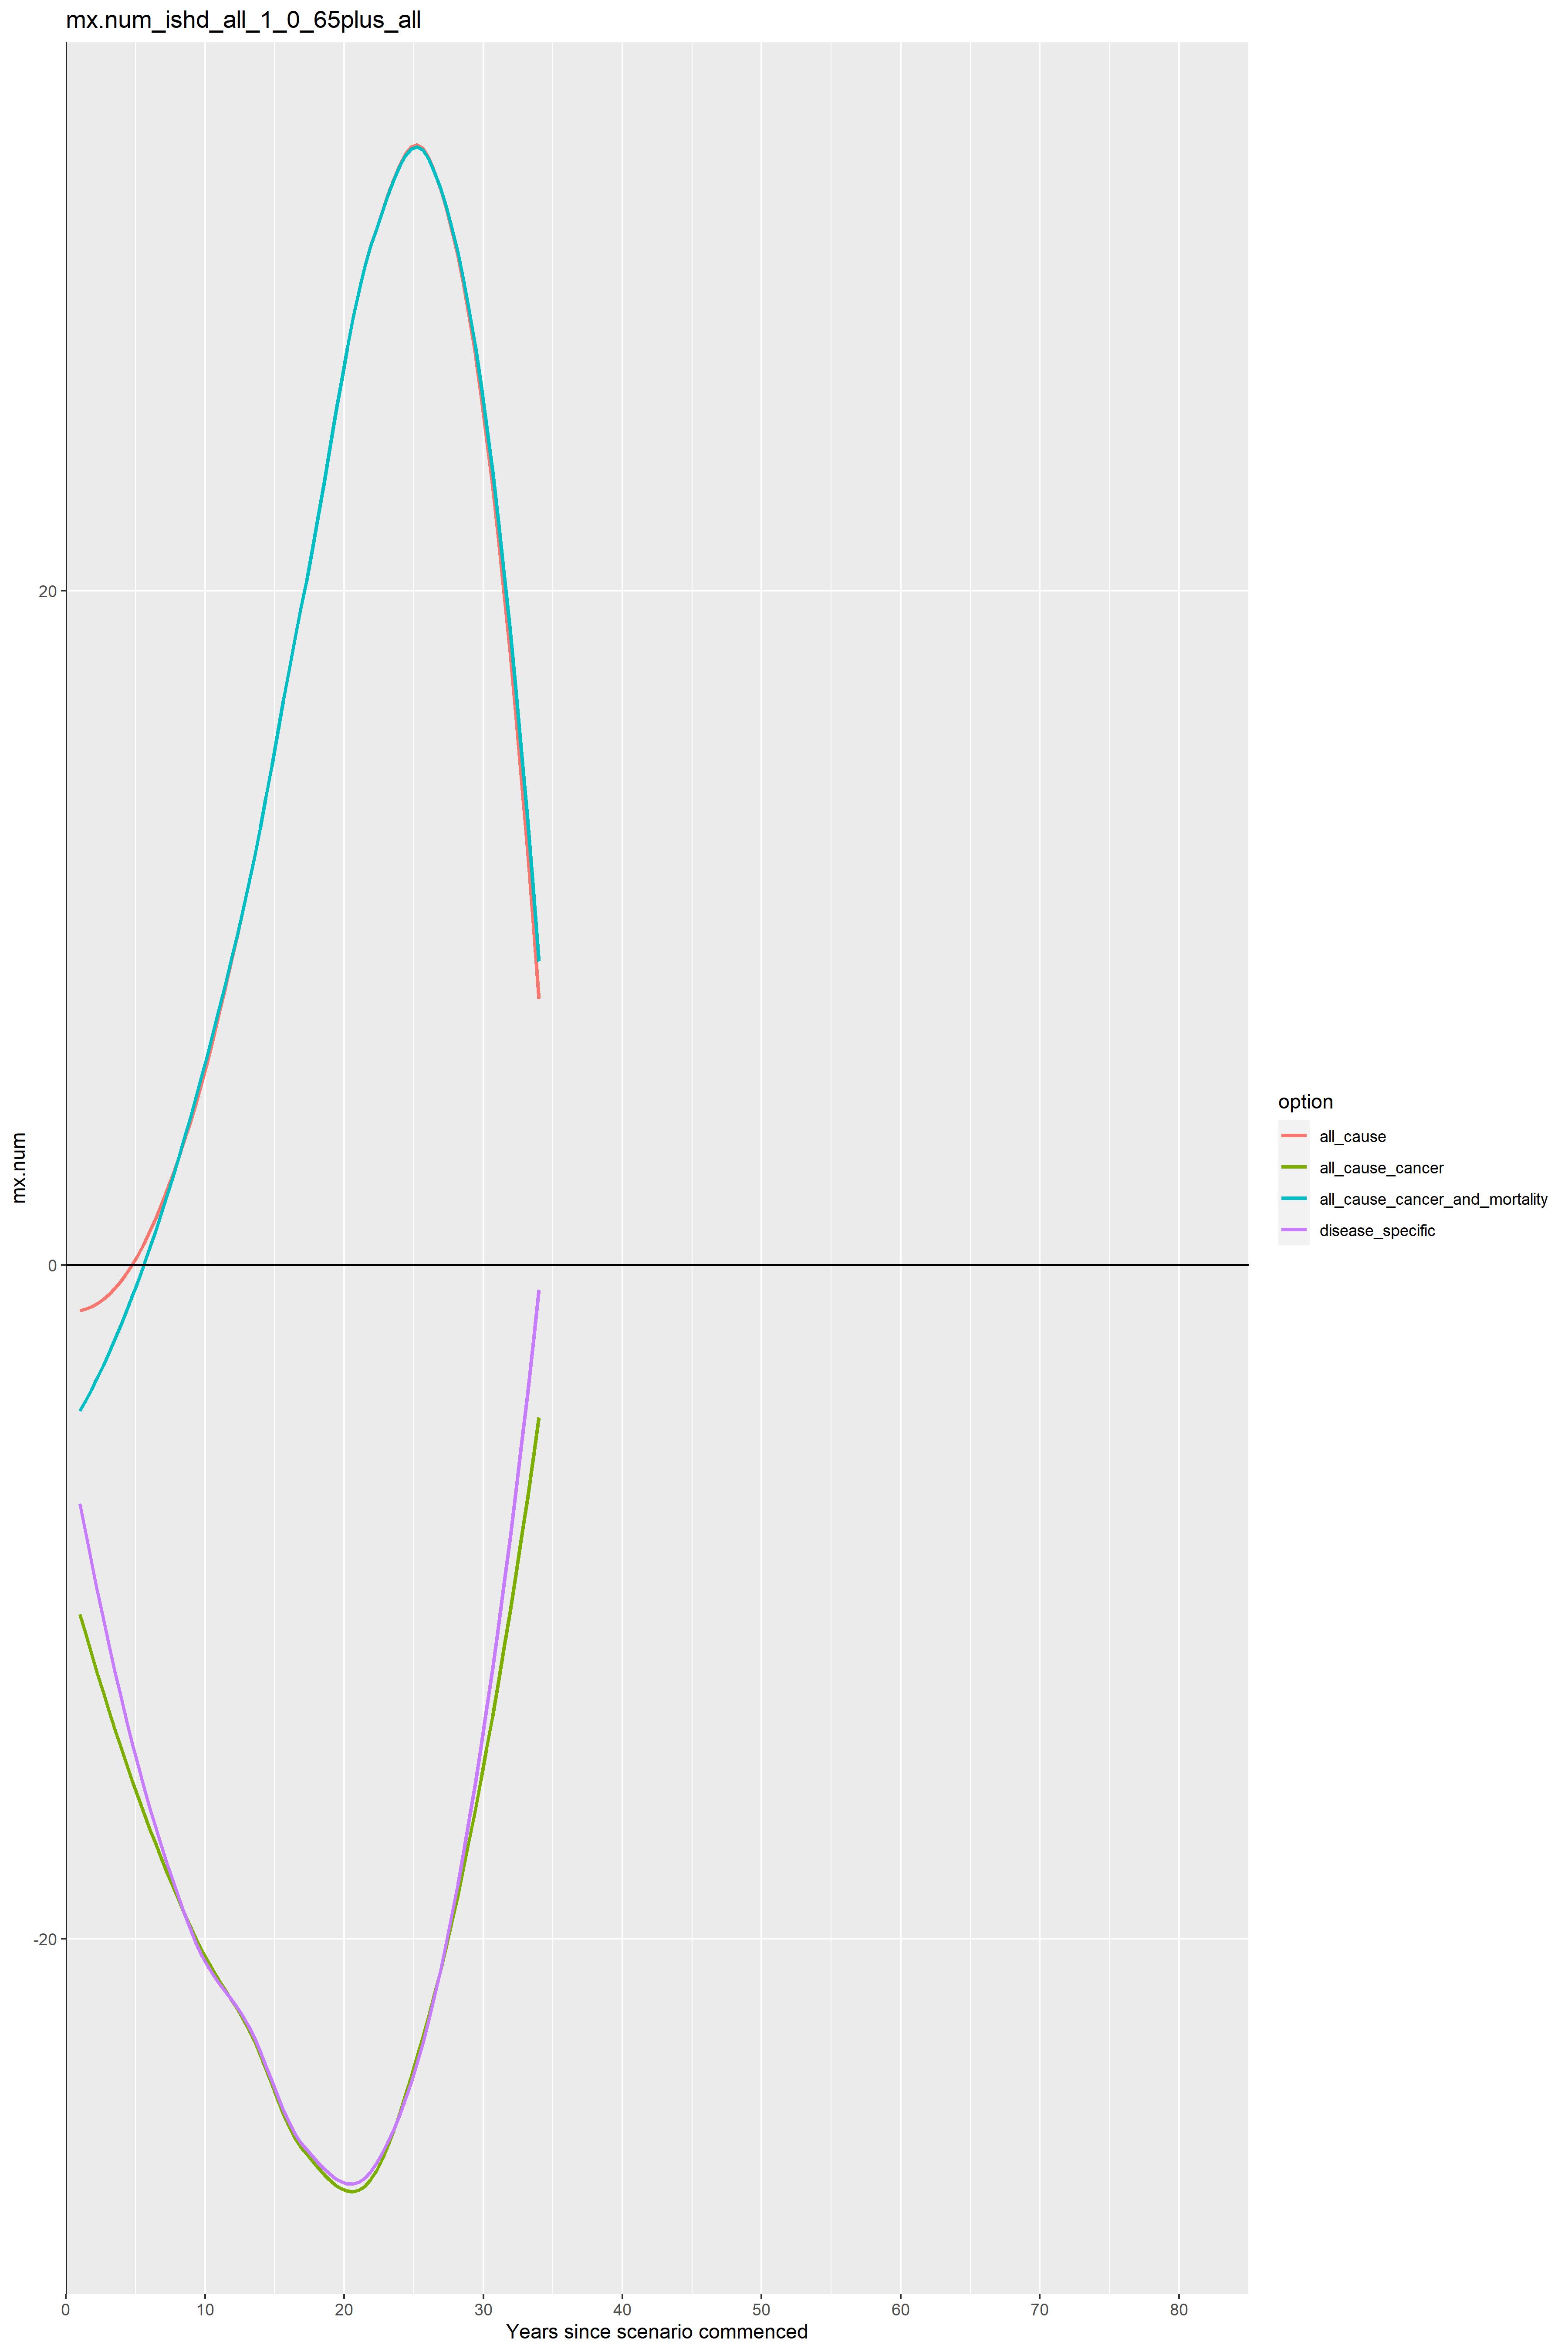 mx.num_ishd_all_1_0_65plus_all
mx.num
20
0
-20
0 10 20 30 40 50 60 70 80
Years since scenario commenced
option
all_cause
all_cause_cancer
all_cause_cancer_and_mortality
disease_specific